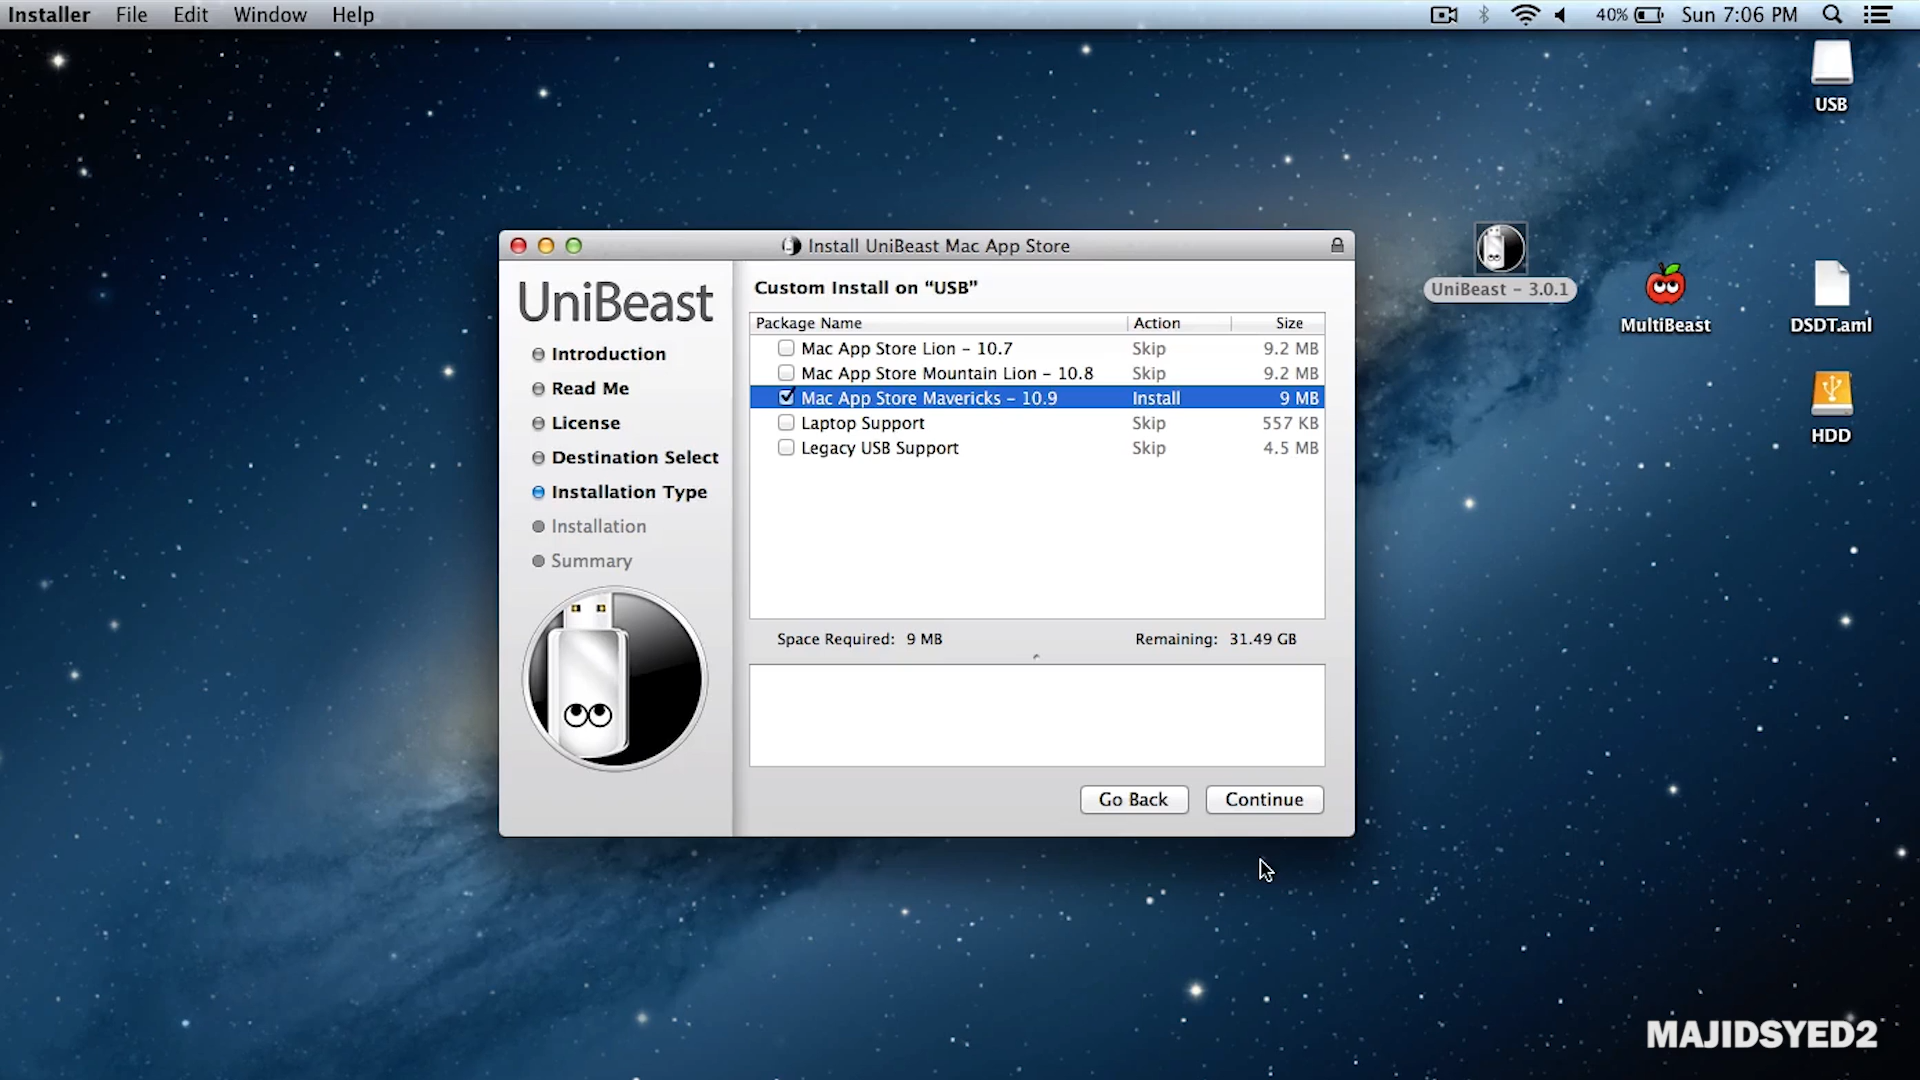 Installer File Edit Window Help 40% Sun 7:06 PM
USB
Install UniBeast Mac App Store
UniBeast
Introduction
Read Me
License
Destination Select
Installation Type
Installation
Summary
Custom Install on “USB”
Package Name Action Size
Mac App Store Lion – 10.7 Skip 9.2 MB
Mac App Store Mountain Lion – 10.8 Skip 9.2 MB
Mac App Store Mavericks – 10.9 Install 9 MB
Laptop Support Skip 557 KB
Legacy USB Support Skip 4.5 MB
Space Required: 9 MB Remaining: 31.49 GB
Go Back Continue
UniBeast – 3.0.1
MultiBeast
DSDT.aml
HDD
MAJIDSYED2